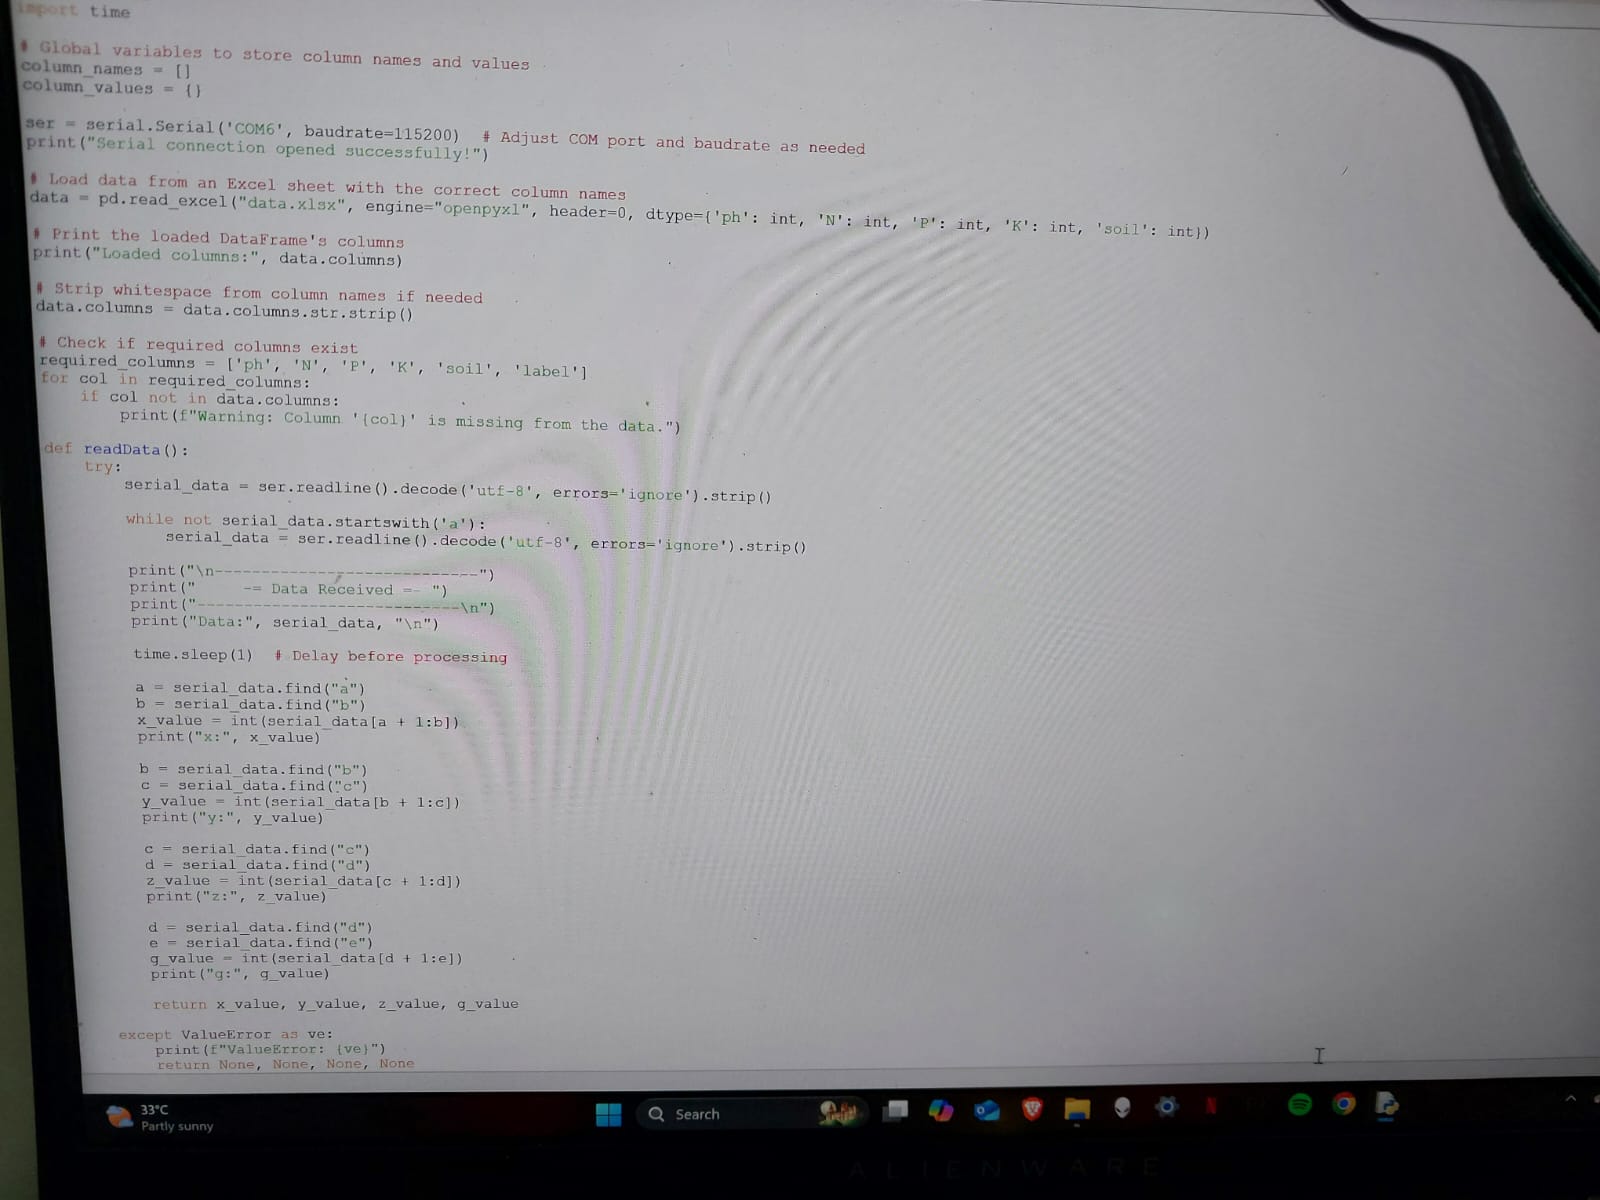 import time
# Global variables to store column names and values
column_names = []
column_values = {}
ser = serial.Serial('COM6', baudrate=115200)  # Adjust COM port and baudrate as needed
print("Serial connection opened successfully!")
# Load data from an Excel sheet with the correct column names
data = pd.read_excel("data.xlsx", engine="openpyxl", header=0, dtype={'ph': int, 'N': int, 'P': int, 'K': int, 'soil': int})
# Print the loaded DataFrame's columns
print("Loaded columns:", data.columns)
# Strip whitespace from column names if needed
data.columns = data.columns.str.strip()
# Check if required columns exist
required_columns = ['ph', 'N', 'P', 'K', 'soil', 'label']
for col in required_columns:
    if col not in data.columns:
        print(f"Warning: Column '{col}' is missing from the data.")
def readData():
    try:
        serial_data = ser.readline().decode('utf-8', errors='ignore').strip()
        while not serial_data.startswith('a'):
            serial_data = ser.readline().decode('utf-8', errors='ignore').strip()
        print("\n----------------------------")
        print("     -= Data Received =-  ")
        print("----------------------------\n")
        print("Data:", serial_data, "\n")
        time.sleep(1)  # Delay before processing
        a = serial_data.find("a")
        b = serial_data.find("b")
        x_value = int(serial_data[a + 1:b])
        print("x:", x_value)
        b = serial_data.find("b")
        c = serial_data.find("c")
        y_value = int(serial_data[b + 1:c])
        print("y:", y_value)
        c = serial_data.find("c")
        d = serial_data.find("d")
        z_value = int(serial_data[c + 1:d])
        print("z:", z_value)
        d = serial_data.find("d")
        e = serial_data.find("e")
        g_value = int(serial_data[d + 1:e])
        print("g:", g_value)
        return x_value, y_value, z_value, g_value
    except ValueError as ve:
        print(f"ValueError: {ve}")
        return None, None, None, None
33°C
Partly sunny
Search
ALIENWARE